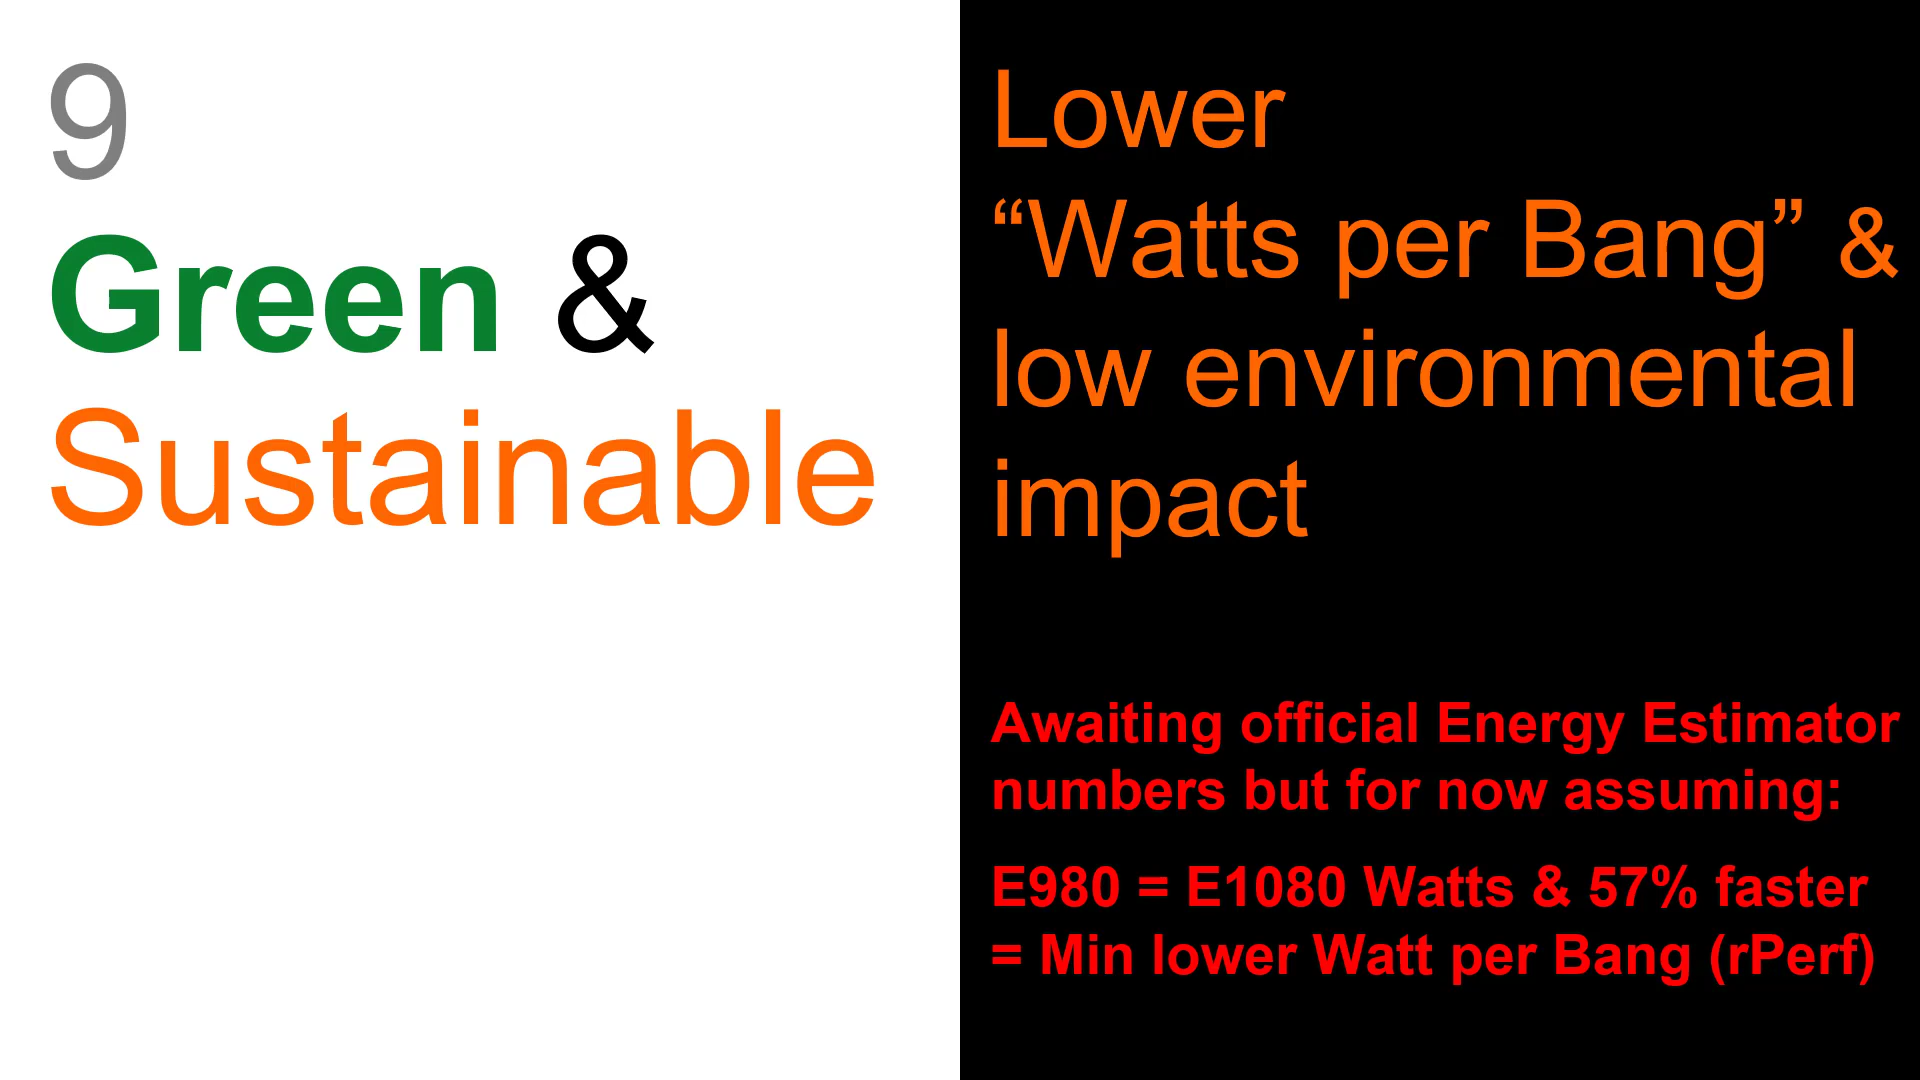 9
Green &
Sustainable
Lower
“Watts per Bang” &
low environmental
impact
Awaiting official Energy Estimator
numbers but for now assuming:
E980 = E1080 Watts & 57% faster
= Min lower Watt per Bang (rPerf)